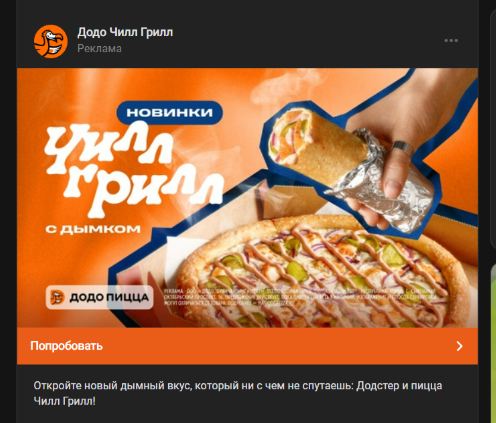 Додо Чилл Грилл
Реклама
НОВИНКИ
Чилл
грилл
С ДЫМКОМ
ДОДО ПИЦЦА
Попробовать
Откройте новый дымный вкус, который ни с чем не спутаешь: Додстер и пицца
Чилл Грилл!